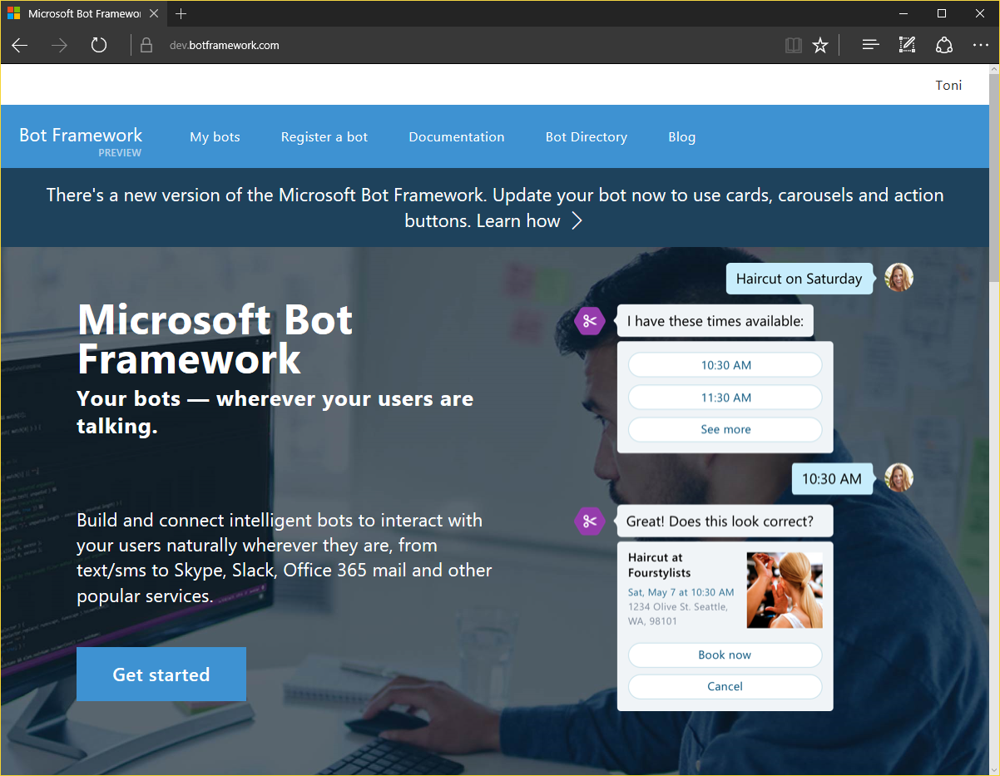 Microsoft Bot Framewor
dev.botframework.com
Toni
Bot Framework
PREVIEW
My bots
Register a bot
Documentation
Bot Directory
Blog
There's a new version of the Microsoft Bot Framework. Update your bot now to use cards, carousels and action
buttons. Learn how
Microsoft Bot
Framework
Your bots — wherever your users are
talking.
Build and connect intelligent bots to interact with
your users naturally wherever they are, from
text/sms to Skype, Slack, Office 365 mail and other
popular services.
Get started
Haircut on Saturday
I have these times available:
10:30 AM
11:30 AM
See more
10:30 AM
Great! Does this look correct?
Haircut at
Fourstylists
Sat, May 7 at 10:30 AM
1234 Olive St. Seattle,
WA, 98101
Book now
Cancel